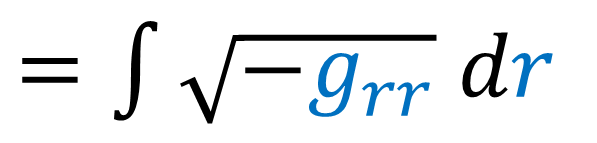 = ∫ √(−g_rr) dr